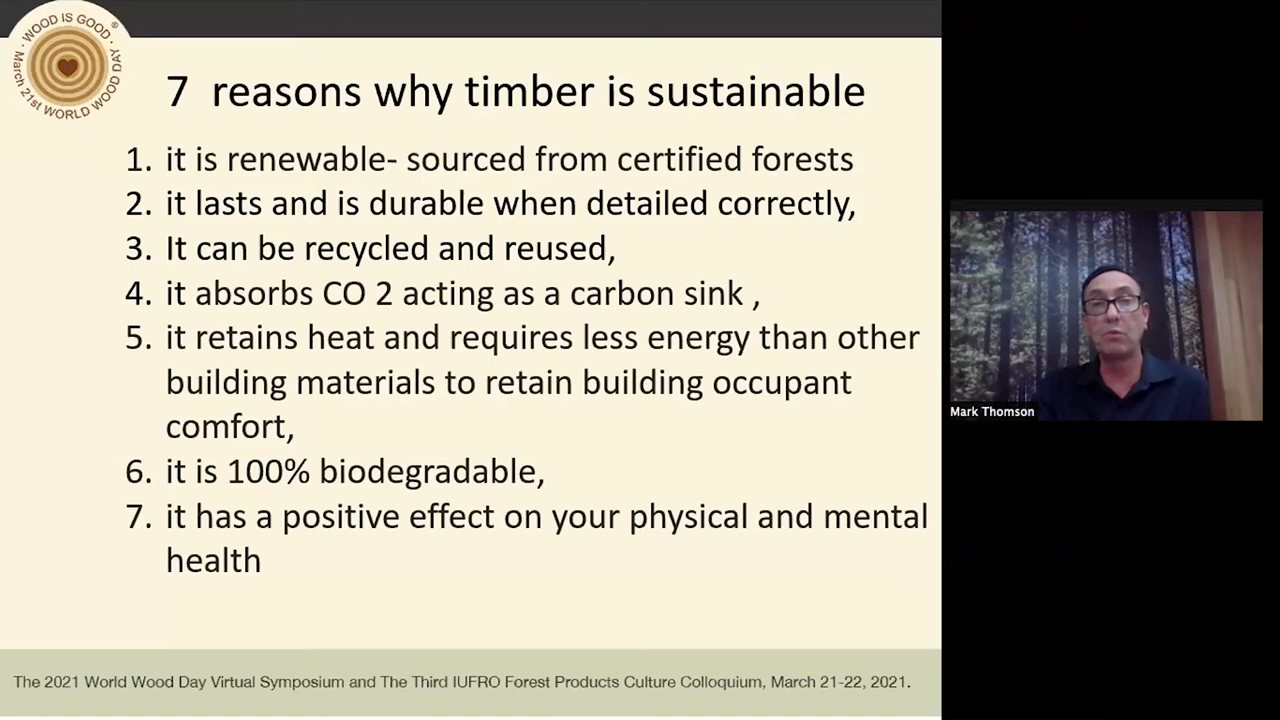 · WOOD IS GOOD · ®
March 21st WORLD WOOD DAY
7 reasons why timber is sustainable
1. it is renewable- sourced from certified forests
2. it lasts and is durable when detailed correctly,
3. It can be recycled and reused,
4. it absorbs CO 2 acting as a carbon sink ,
5. it retains heat and requires less energy than other
building materials to retain building occupant
comfort,
6. it is 100% biodegradable,
7. it has a positive effect on your physical and mental
health
Mark Thomson
The 2021 World Wood Day Virtual Symposium and The Third IUFRO Forest Products Culture Colloquium, March 21-22, 2021.